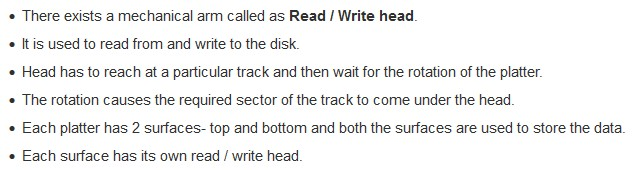 • There exists a mechanical arm called as Read / Write head.
• It is used to read from and write to the disk.
• Head has to reach at a particular track and then wait for the rotation of the platter.
• The rotation causes the required sector of the track to come under the head.
• Each platter has 2 surfaces- top and bottom and both the surfaces are used to store the data.
• Each surface has its own read / write head.